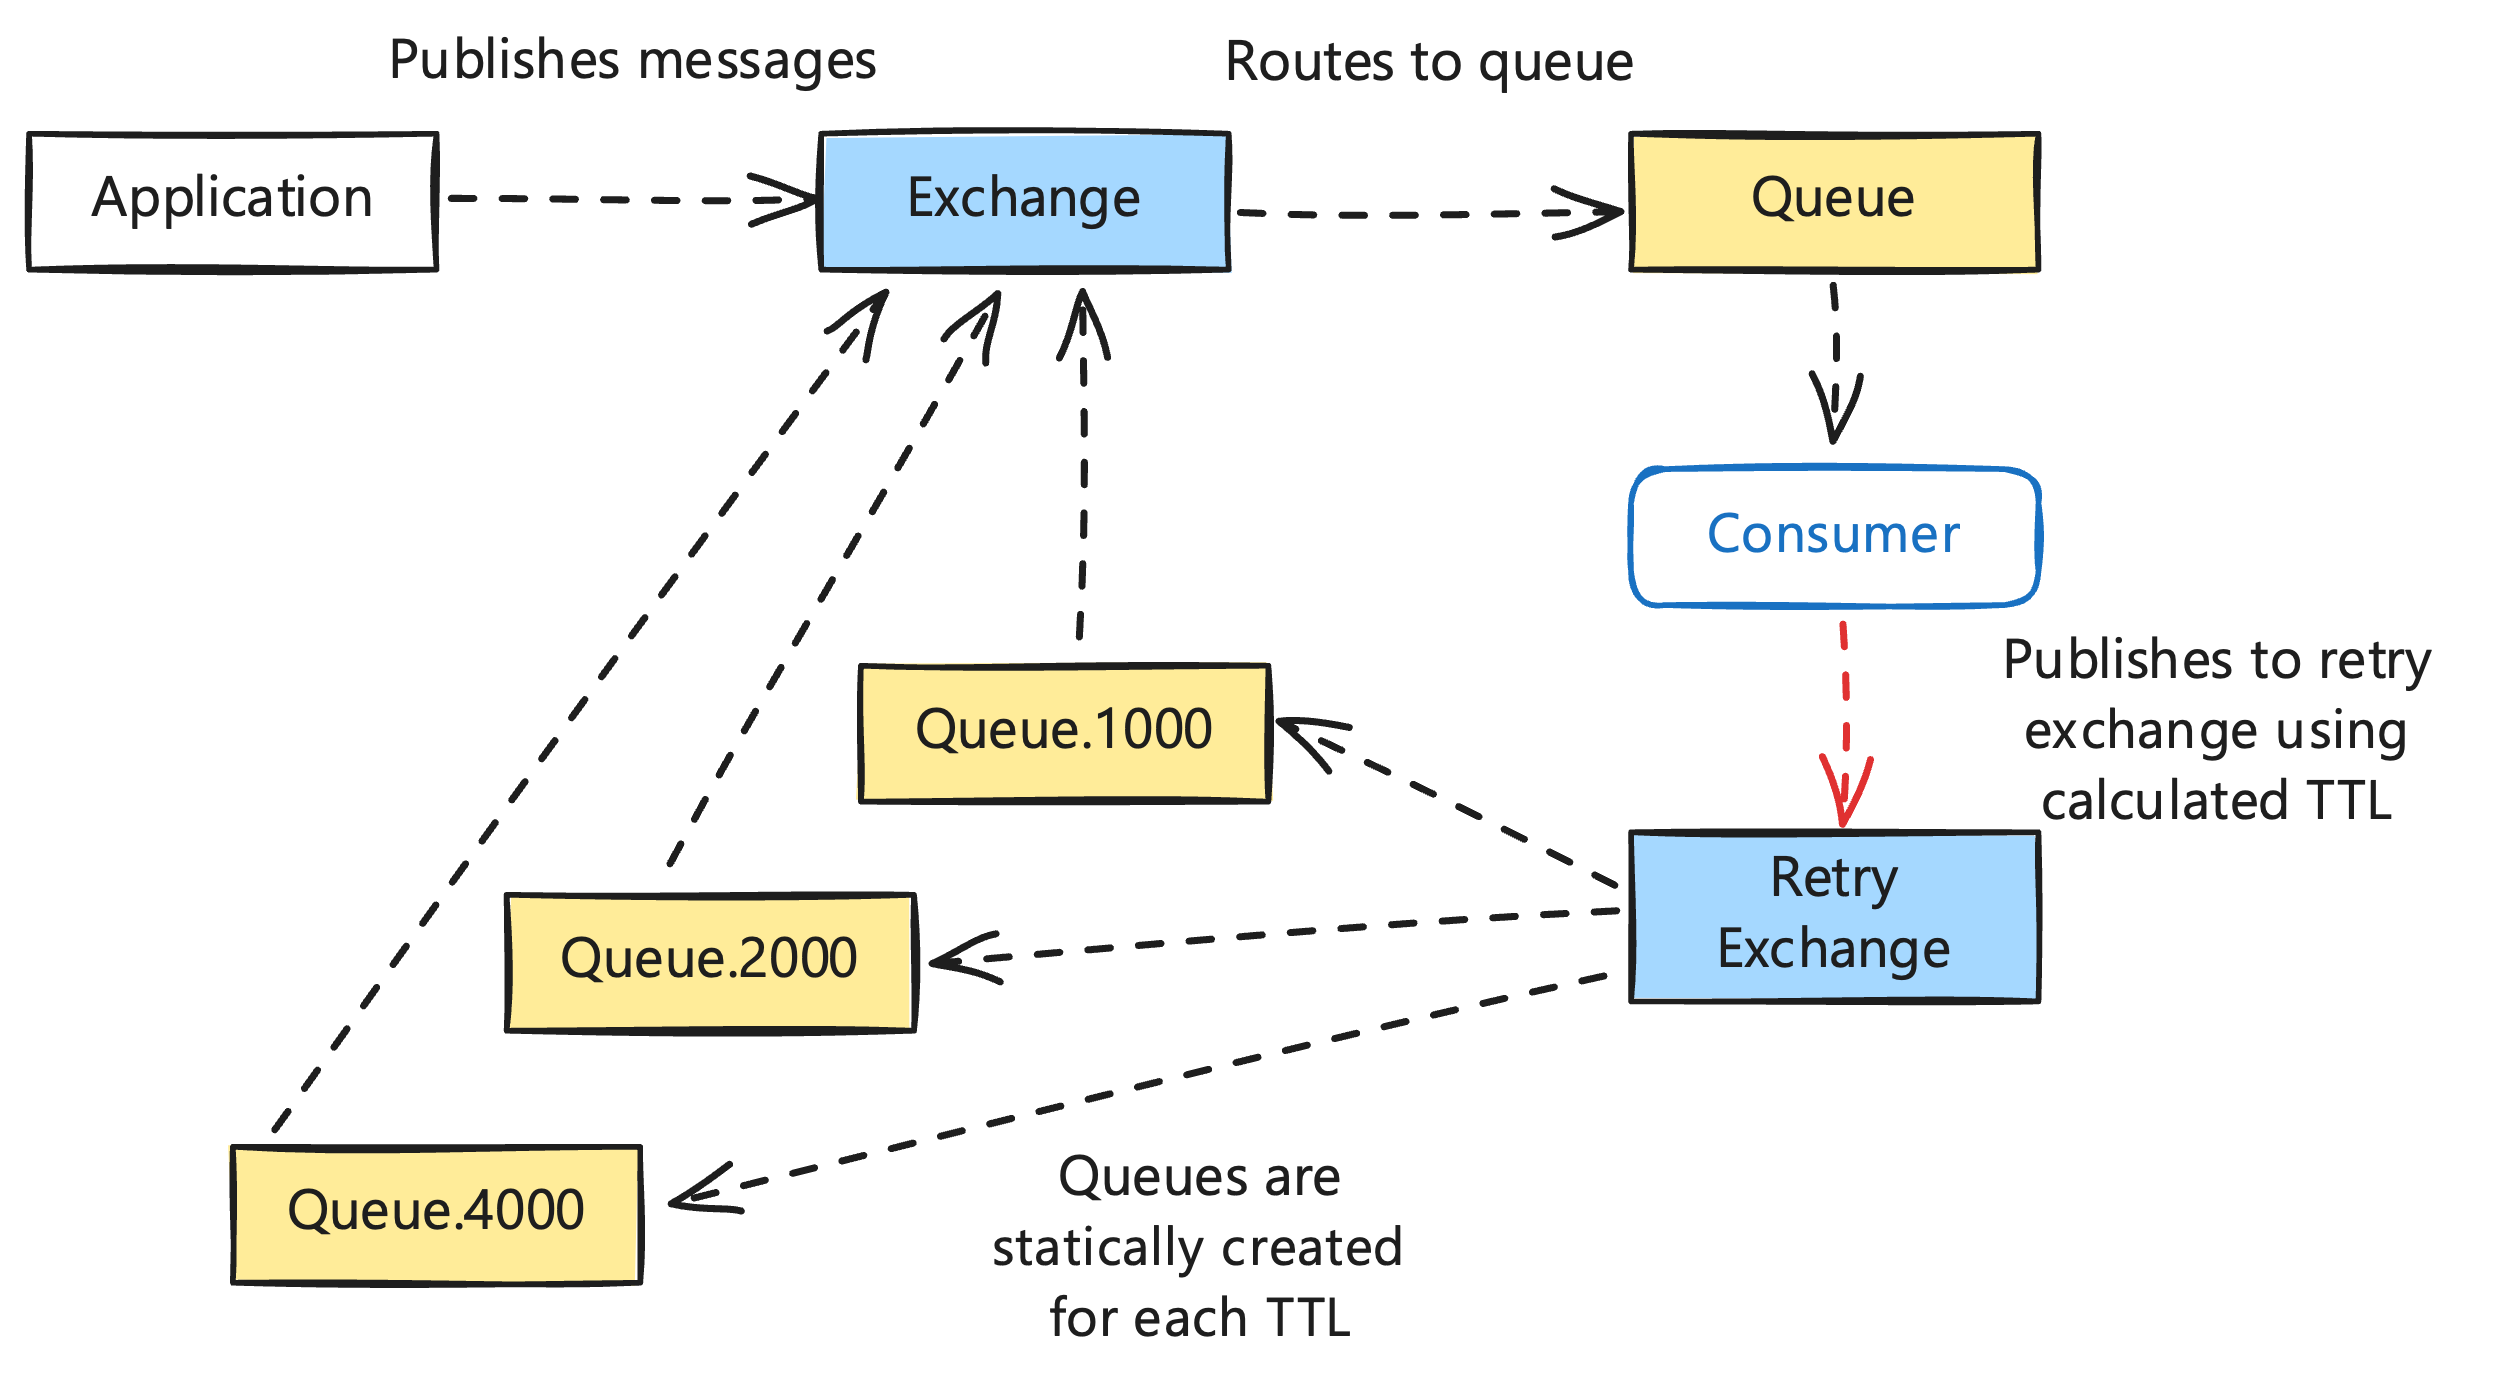 Publishes messages
Routes to queue
Application
Exchange
Queue
Consumer
Publishes to retry
exchange using
calculated TTL
Queue.1000
Retry
Exchange
Queue.2000
Queue.4000
Queues are
statically created
for each TTL